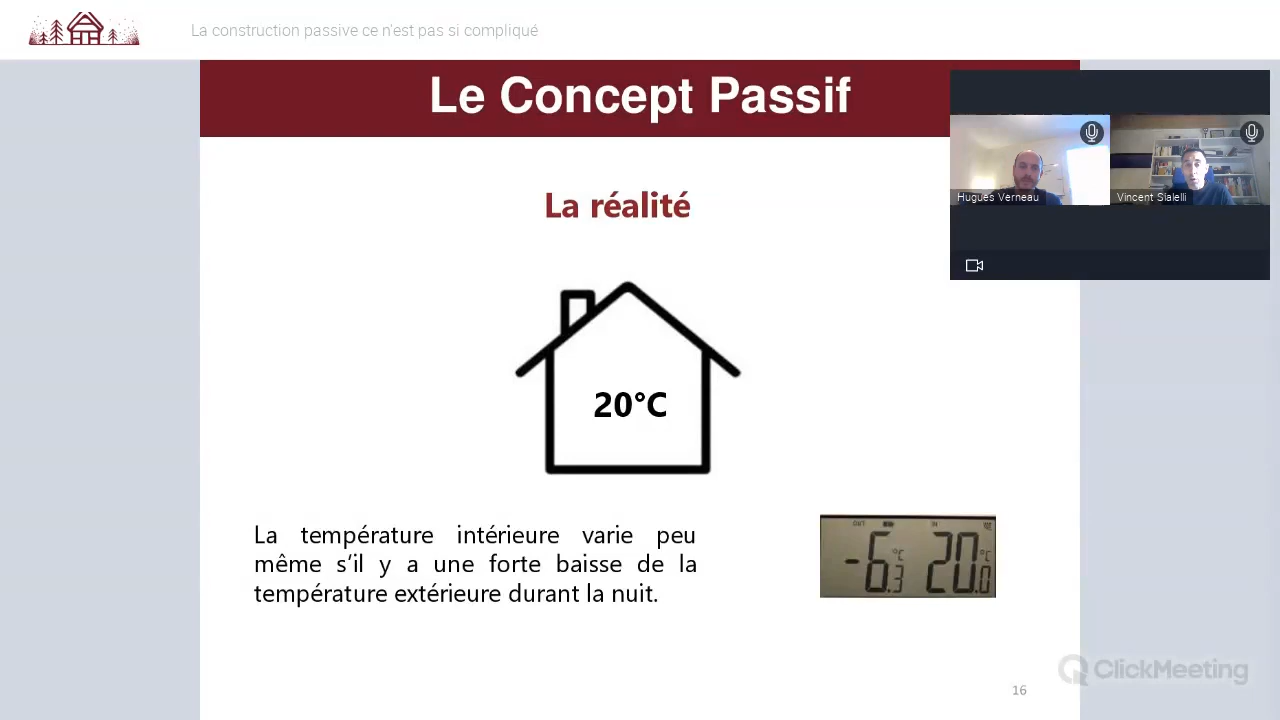 La construction passive ce n'est pas si compliqué
Le Concept Passif
Hugues Verneau
Vincent Sialelli
La réalité
20°C
La température intérieure varie peu
même s'il y a une forte baisse de la
température extérieure durant la nuit.
OUT IN
-6.3 °C 20.0 °C
ClickMeeting
16